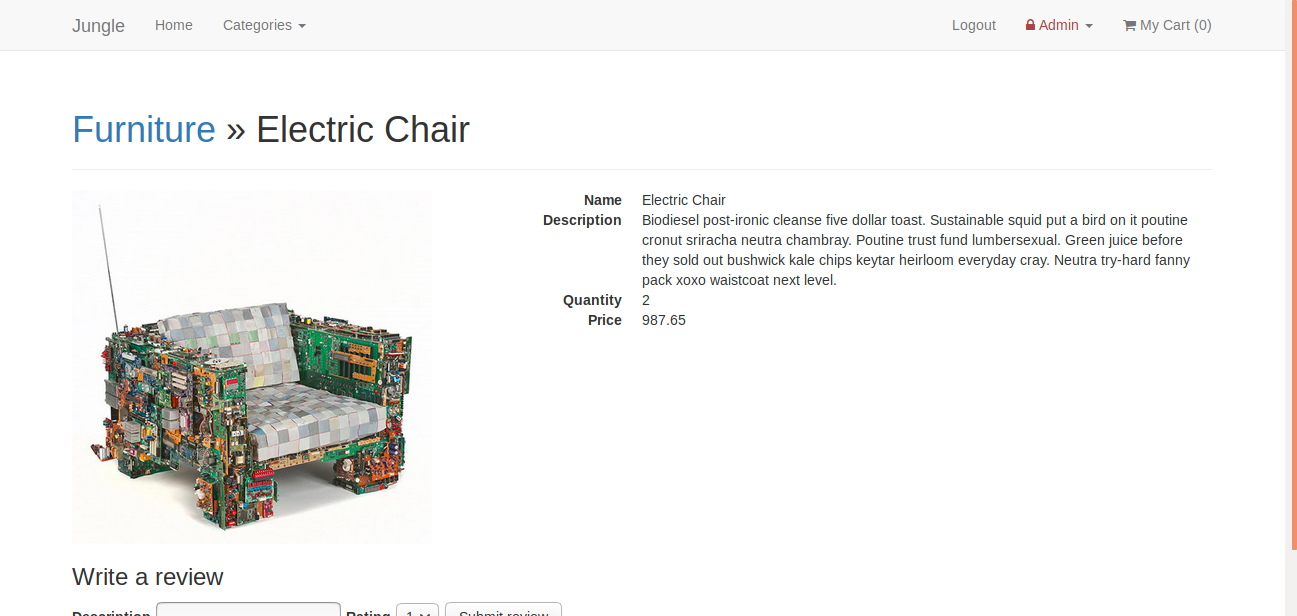 Jungle Home Categories Logout Admin My Cart (0)
Furniture » Electric Chair
Name Electric Chair
Description Biodiesel post-ironic cleanse five dollar toast. Sustainable squid put a bird on it poutine
cronut sriracha neutra chambray. Poutine trust fund lumbersexual. Green juice before
they sold out bushwick kale chips keytar heirloom everyday cray. Neutra try-hard fanny
pack xoxo waistcoat next level.
Quantity 2
Price 987.65
Write a review
Description Rating 1 Submit review